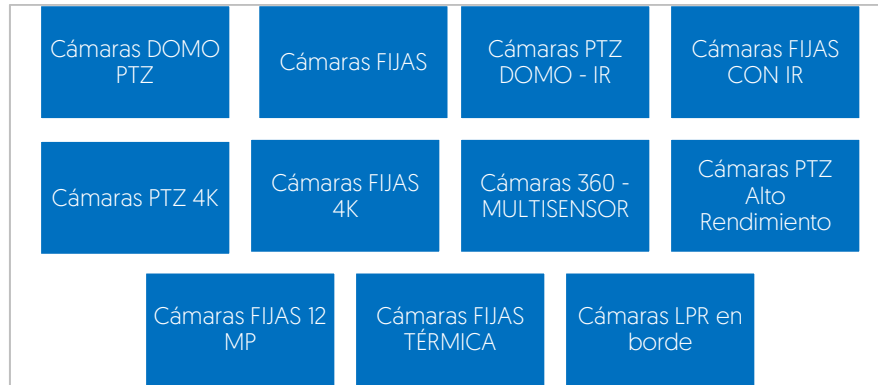 Cámaras DOMO
PTZ
Cámaras FIJAS
Cámaras PTZ
DOMO - IR
Cámaras FIJAS
CON IR
Cámaras PTZ 4K
Cámaras FIJAS
4K
Cámaras 360 -
MULTISENSOR
Cámaras PTZ
Alto
Rendimiento
Cámaras FIJAS 12
MP
Cámaras FIJAS
TÉRMICA
Cámaras LPR en
borde